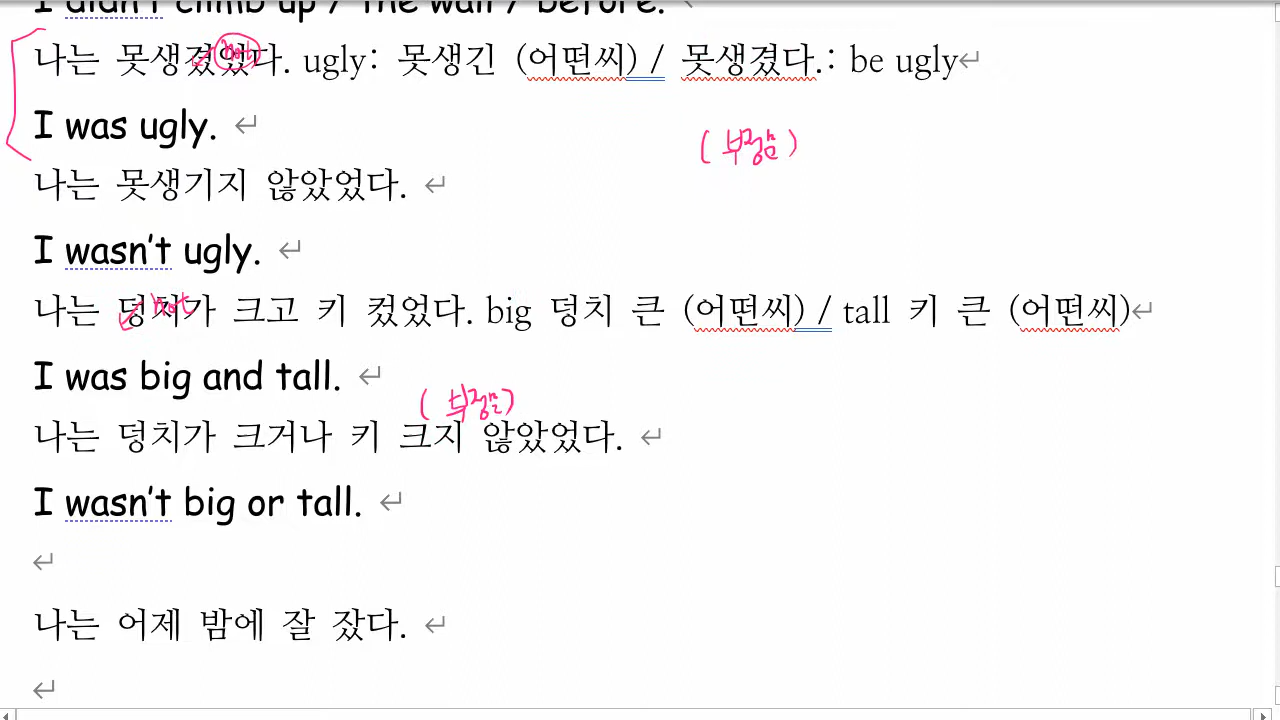 I didn't climb up / the wall / before.
나는 못생겼었다. ugly: 못생긴 (어떤씨) / 못생겼다.: be ugly
not
I was ugly.
(부정문)
나는 못생기지 않았었다.
I wasn't ugly.
나는 덩치가 크고 키 컸었다. big 덩치 큰 (어떤씨) / tall 키 큰 (어떤씨)
not
I was big and tall.
(부정문)
나는 덩치가 크거나 키 크지 않았었다.
I wasn't big or tall.
나는 어제 밤에 잘 잤다.